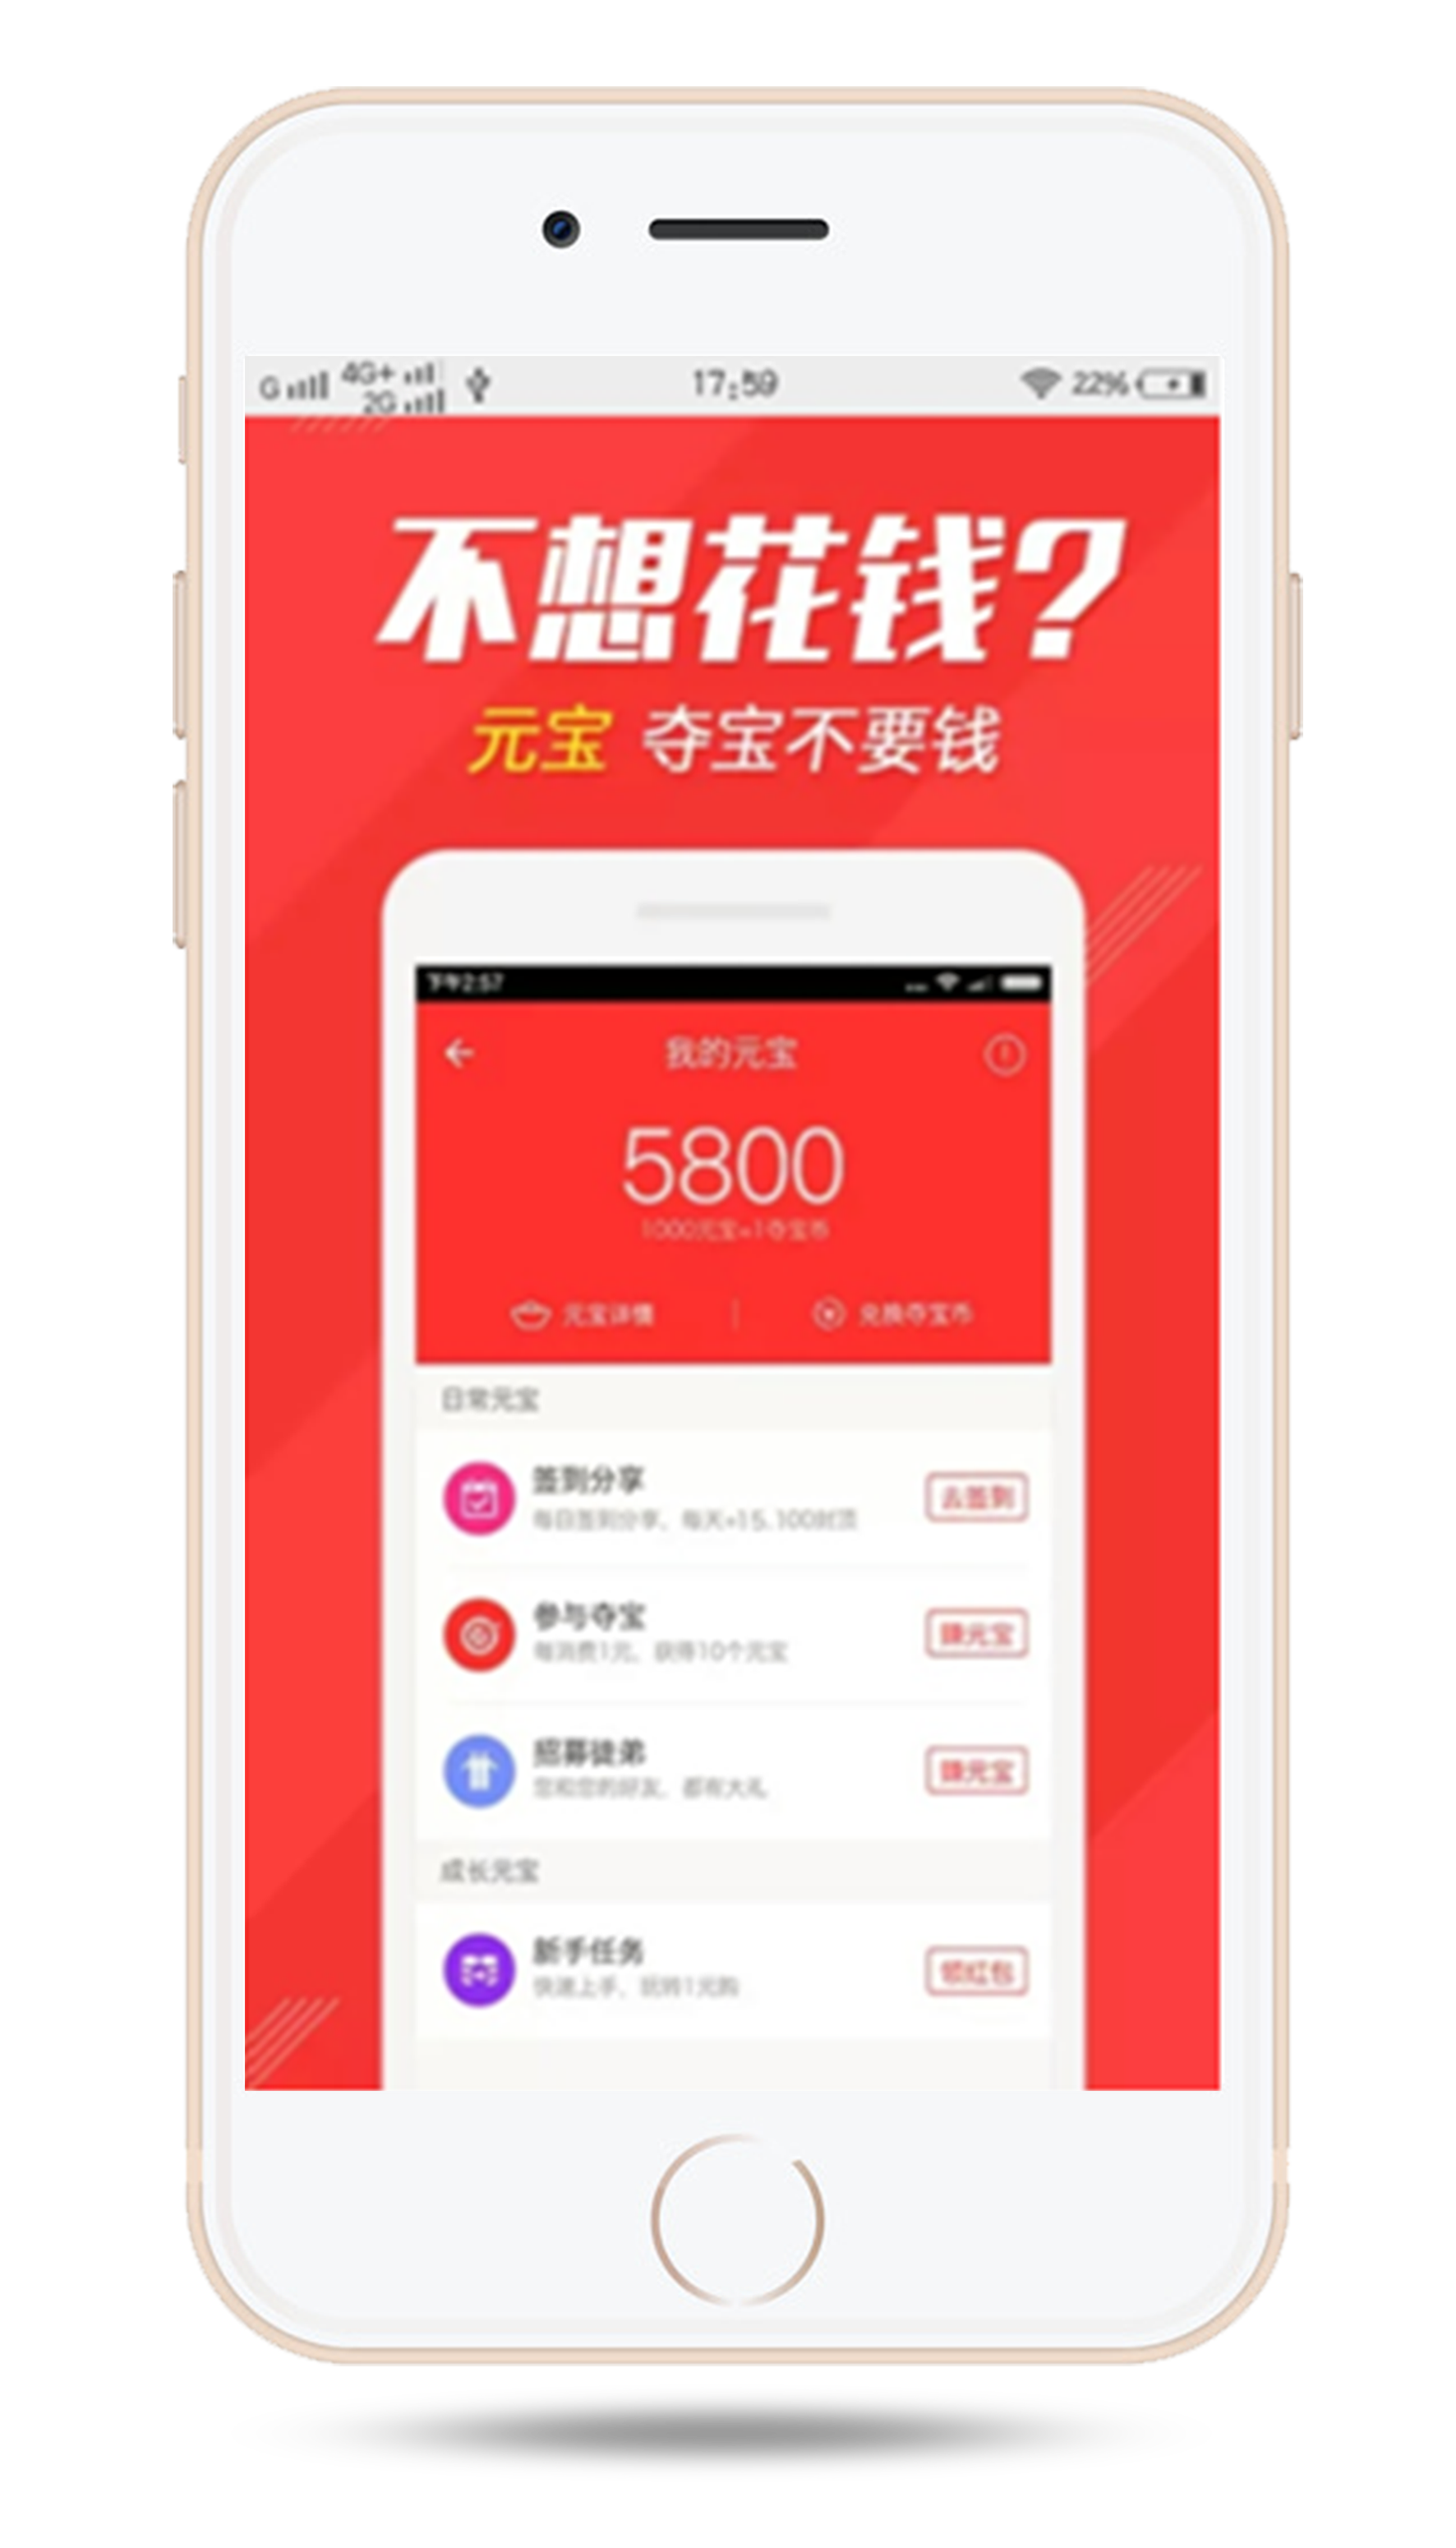 G 4G+ 2G 17:59 22%
不想花钱?
元宝 夺宝不要钱
下午2:57
我的元宝
5800
1000元宝=1夺宝币
元宝详情 兑换夺宝币
日常元宝
签到分享
每日签到分享,每天+15,100封顶
去签到
参与夺宝
每消费1元,获得10个元宝
赚元宝
招募徒弟
您和您的好友,都有大礼
赚元宝
成长元宝
新手任务
快速上手,玩转1元购
领红包